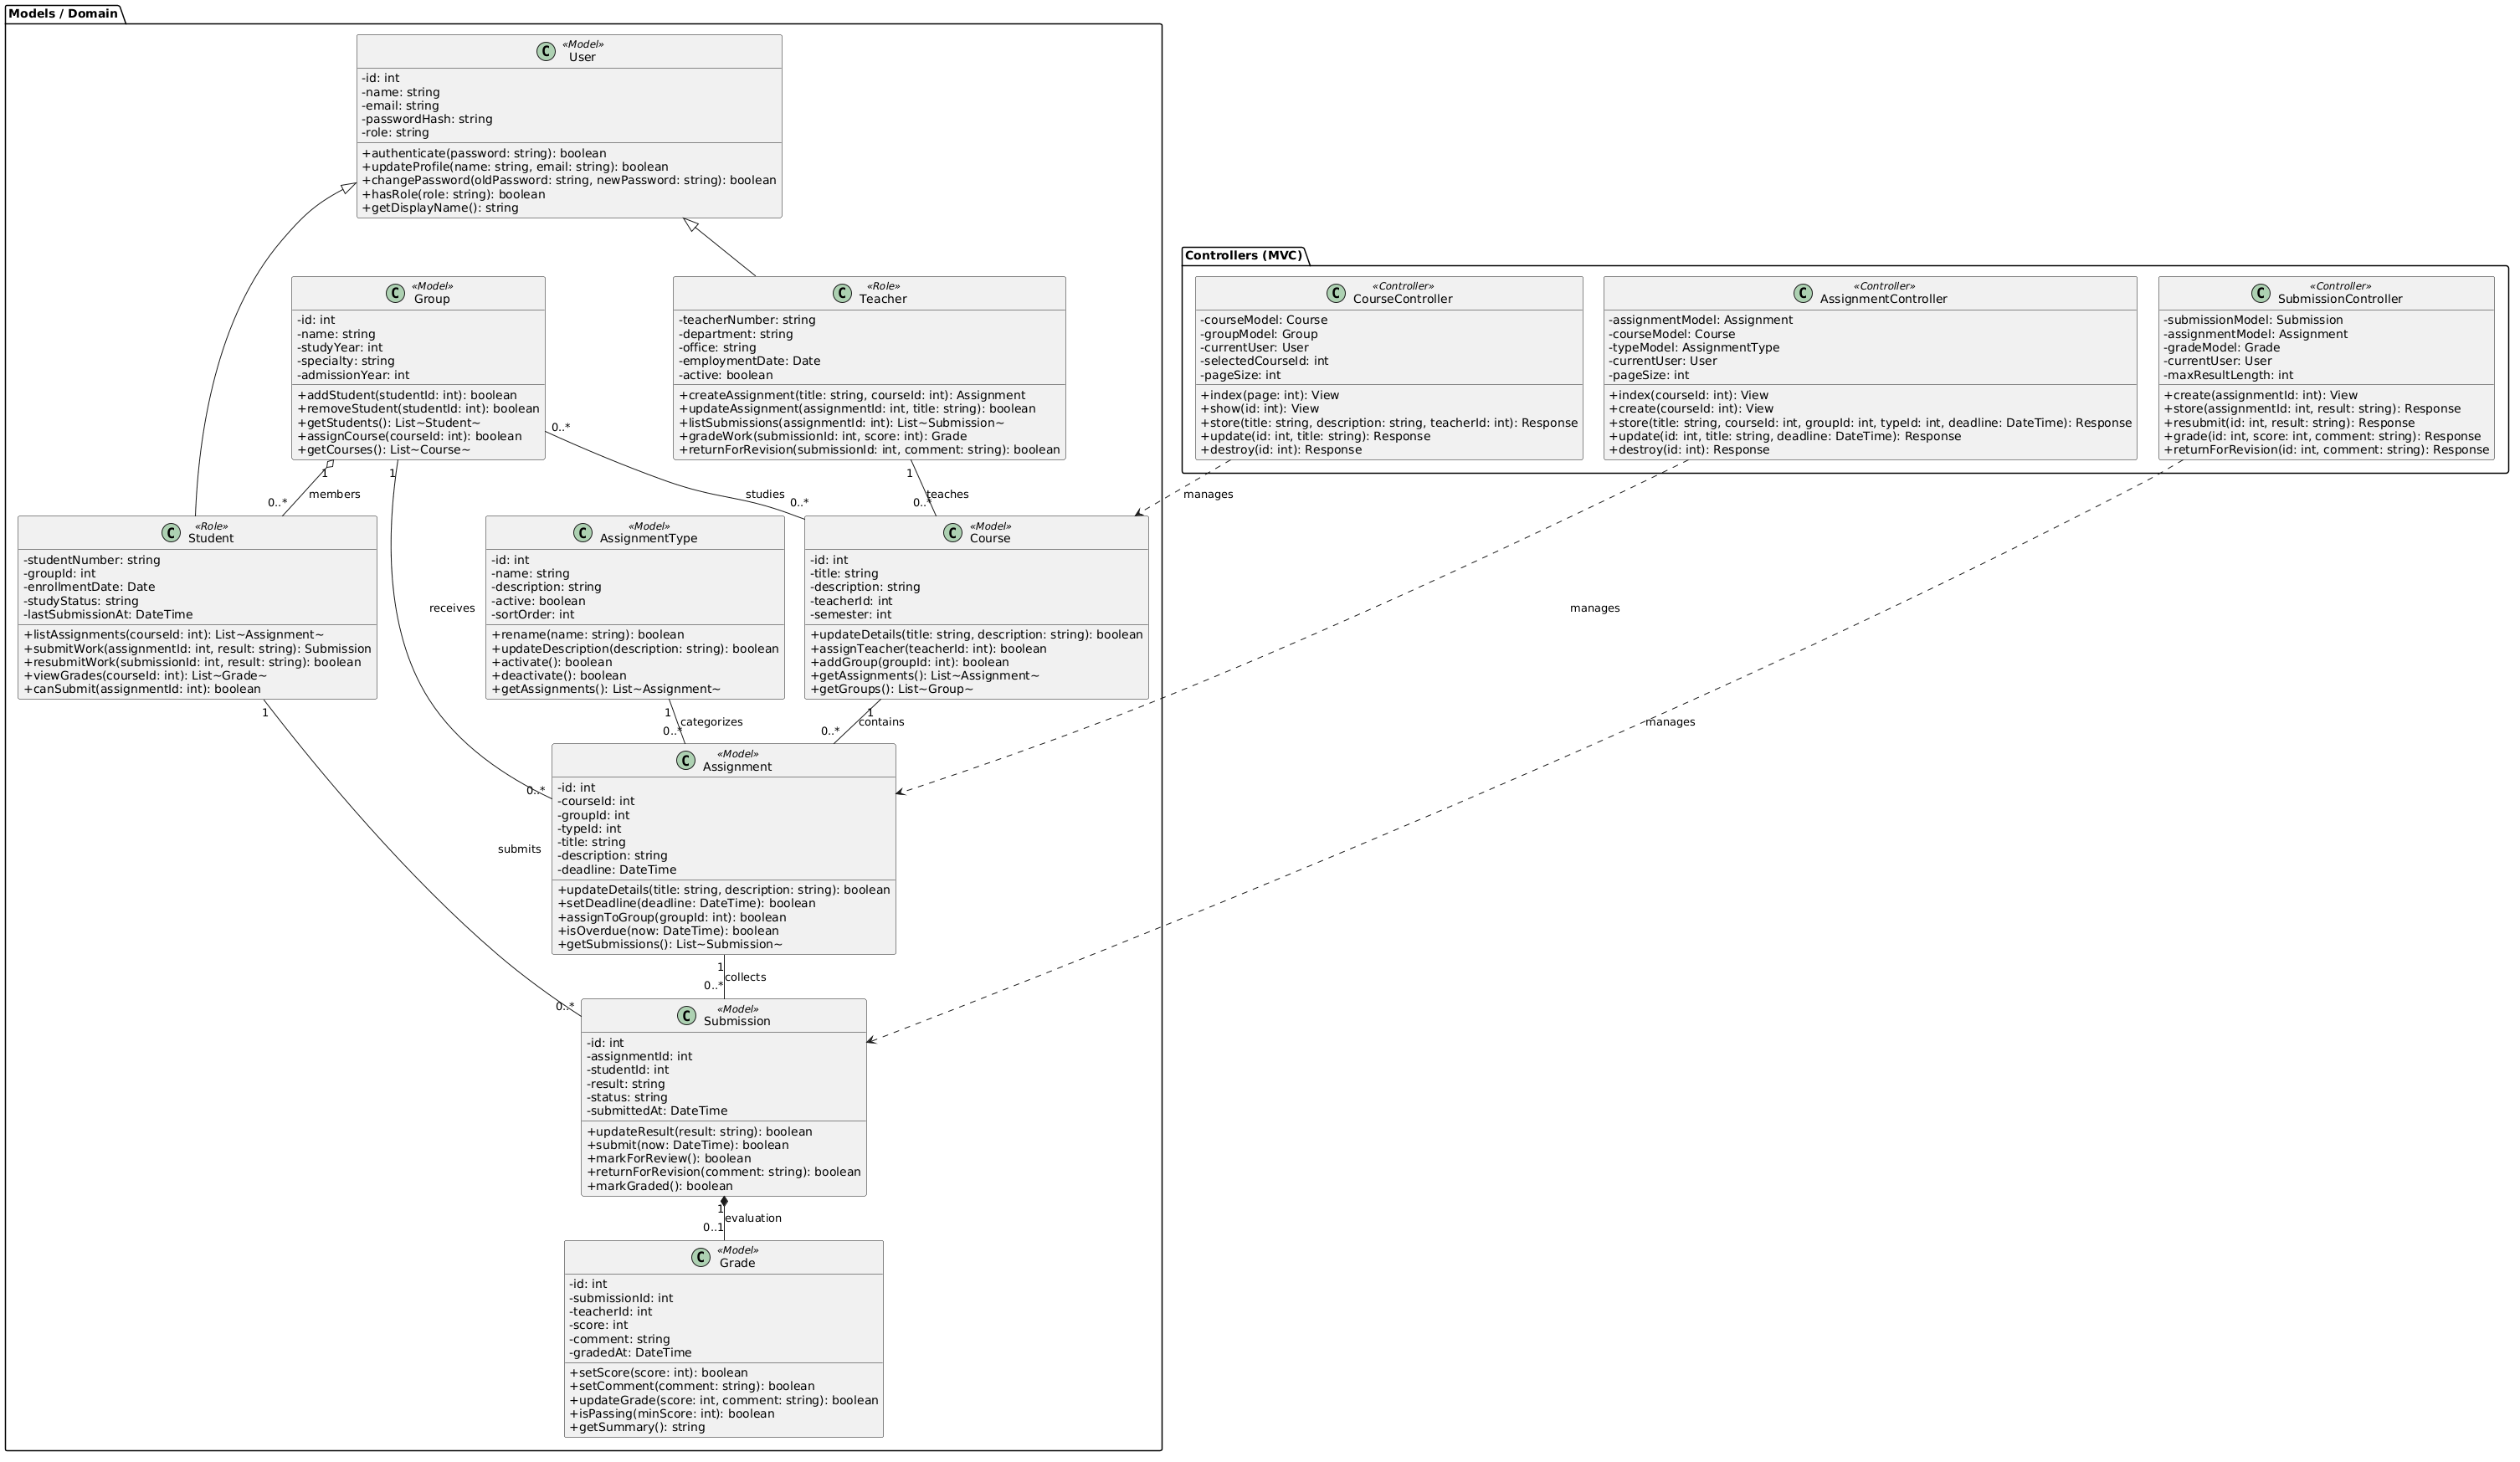 Models / Domain
«Model»
User
-id: int
-name: string
-email: string
-passwordHash: string
-role: string
+authenticate(password: string): boolean
+updateProfile(name: string, email: string): boolean
+changePassword(oldPassword: string, newPassword: string): boolean
+hasRole(role: string): boolean
+getDisplayName(): string
«Model»
Group
-id: int
-name: string
-studyYear: int
-specialty: string
-admissionYear: int
+addStudent(studentId: int): boolean
+removeStudent(studentId: int): boolean
+getStudents(): List~Student~
+assignCourse(courseId: int): boolean
+getCourses(): List~Course~
«Role»
Teacher
-teacherNumber: string
-department: string
-office: string
-employmentDate: Date
-active: boolean
+createAssignment(title: string, courseId: int): Assignment
+updateAssignment(assignmentId: int, title: string): boolean
+listSubmissions(assignmentId: int): List~Submission~
+gradeWork(submissionId: int, score: int): Grade
+returnForRevision(submissionId: int, comment: string): boolean
Controllers (MVC)
«Controller»
CourseController
-courseModel: Course
-groupModel: Group
-currentUser: User
-selectedCourseId: int
-pageSize: int
+index(page: int): View
+show(id: int): View
+store(title: string, description: string, teacherId: int): Response
+update(id: int, title: string): Response
+destroy(id: int): Response
«Controller»
AssignmentController
-assignmentModel: Assignment
-courseModel: Course
-typeModel: AssignmentType
-currentUser: User
-pageSize: int
+index(courseId: int): View
+create(courseId: int): View
+store(title: string, courseId: int, groupId: int, typeId: int, deadline: DateTime): Response
+update(id: int, title: string, deadline: DateTime): Response
+destroy(id: int): Response
«Controller»
SubmissionController
-submissionModel: Submission
-assignmentModel: Assignment
-gradeModel: Grade
-currentUser: User
-maxResultLength: int
+create(assignmentId: int): View
+store(assignmentId: int, result: string): Response
+resubmit(id: int, result: string): Response
+grade(id: int, score: int, comment: string): Response
+returnForRevision(id: int, comment: string): Response
0..*
1
1
1
members
0..*
studies
0..*
teaches
0..*
manages
«Role»
Student
-studentNumber: string
-groupId: int
-enrollmentDate: Date
-studyStatus: string
-lastSubmissionAt: DateTime
+listAssignments(courseId: int): List~Assignment~
+submitWork(assignmentId: int, result: string): Submission
+resubmitWork(submissionId: int, result: string): boolean
+viewGrades(courseId: int): List~Grade~
+canSubmit(assignmentId: int): boolean
receives
«Model»
AssignmentType
-id: int
-name: string
-description: string
-active: boolean
-sortOrder: int
+rename(name: string): boolean
+updateDescription(description: string): boolean
+activate(): boolean
+deactivate(): boolean
+getAssignments(): List~Assignment~
«Model»
Course
-id: int
-title: string
-description: string
-teacherId: int
-semester: int
+updateDetails(title: string, description: string): boolean
+assignTeacher(teacherId: int): boolean
+addGroup(groupId: int): boolean
+getAssignments(): List~Assignment~
+getGroups(): List~Group~
manages
1
1
categorizes
0..*
1
contains
0..*
manages
«Model»
Assignment
-id: int
-courseId: int
-groupId: int
-typeId: int
-title: string
-description: string
-deadline: DateTime
+updateDetails(title: string, description: string): boolean
+setDeadline(deadline: DateTime): boolean
+assignToGroup(groupId: int): boolean
+isOverdue(now: DateTime): boolean
+getSubmissions(): List~Submission~
0..*
submits
1
collects
0..*
0..*
«Model»
Submission
-id: int
-assignmentId: int
-studentId: int
-result: string
-status: string
-submittedAt: DateTime
+updateResult(result: string): boolean
+submit(now: DateTime): boolean
+markForReview(): boolean
+returnForRevision(comment: string): boolean
+markGraded(): boolean
1
evaluation
0..1
«Model»
Grade
-id: int
-submissionId: int
-teacherId: int
-score: int
-comment: string
-gradedAt: DateTime
+setScore(score: int): boolean
+setComment(comment: string): boolean
+updateGrade(score: int, comment: string): boolean
+isPassing(minScore: int): boolean
+getSummary(): string